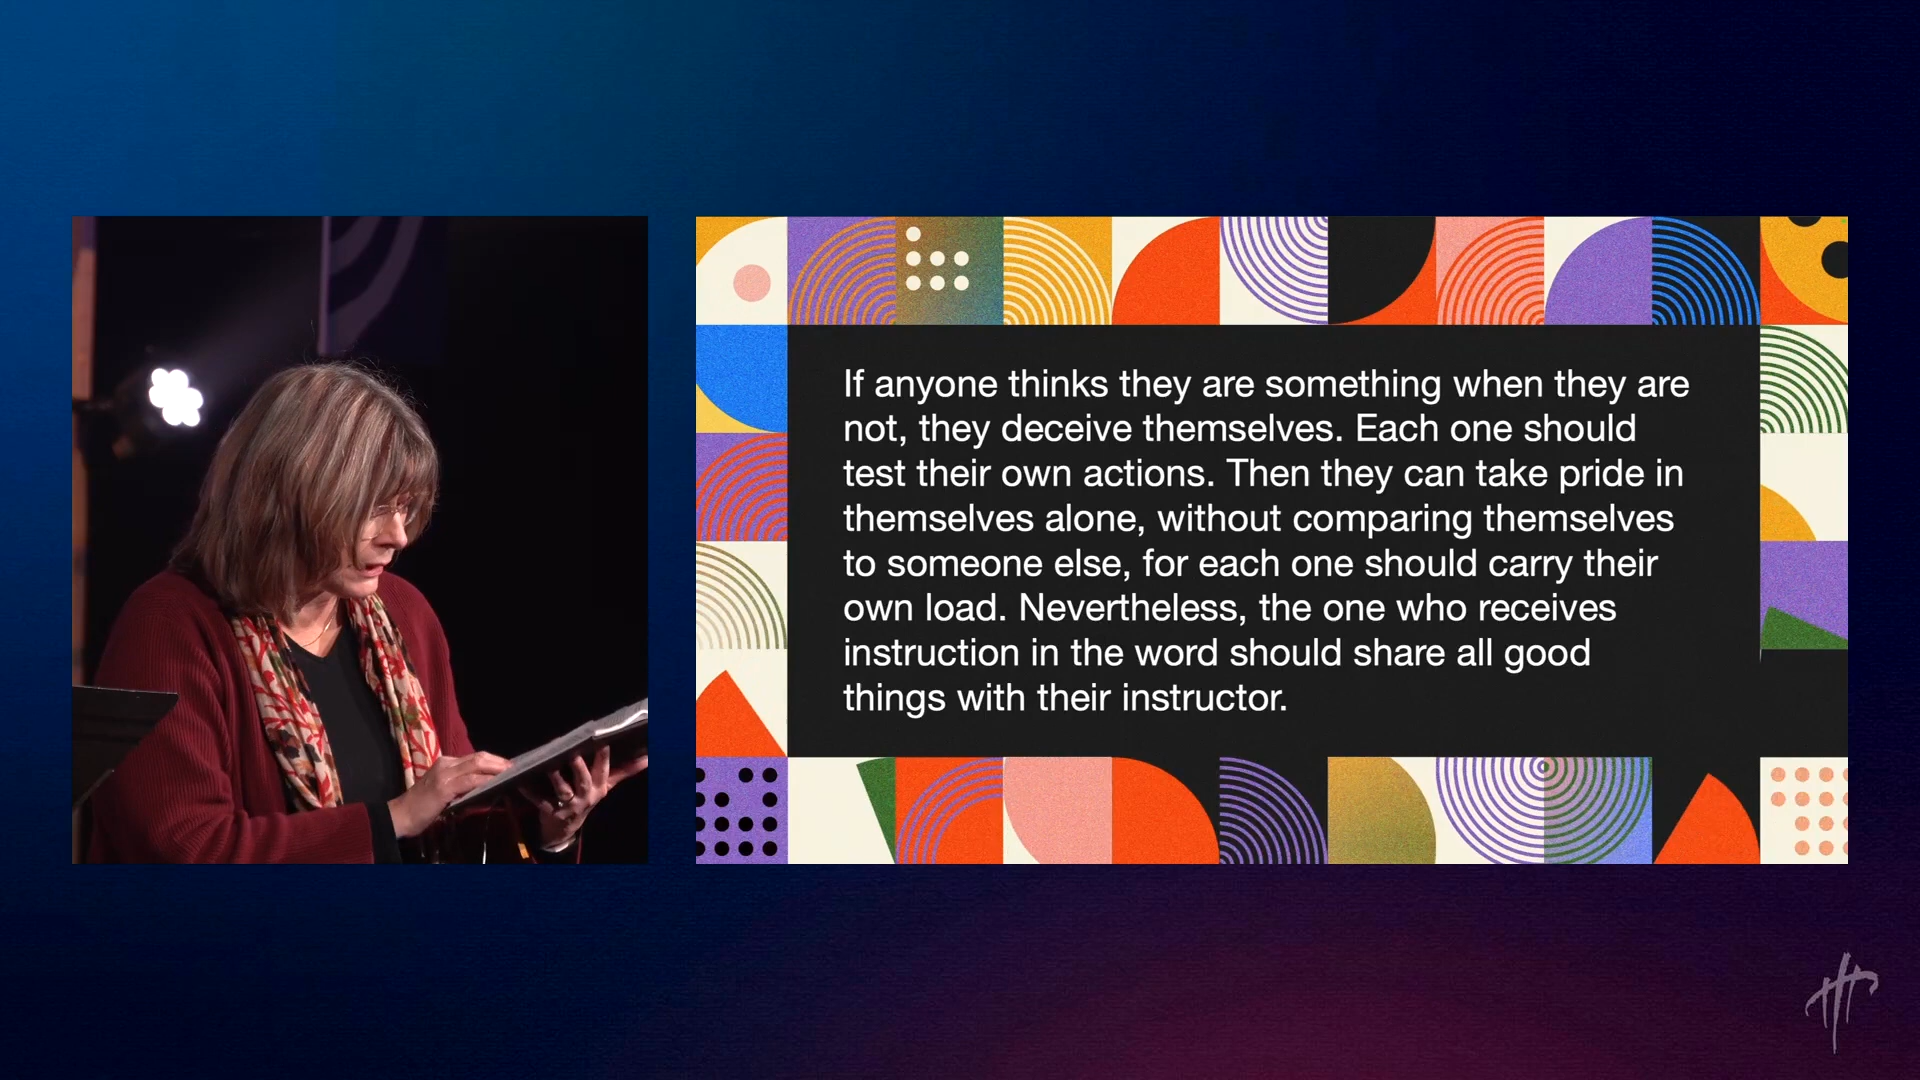 If anyone thinks they are something when they are
not, they deceive themselves. Each one should
test their own actions. Then they can take pride in
themselves alone, without comparing themselves
to someone else, for each one should carry their
own load. Nevertheless, the one who receives
instruction in the word should share all good
things with their instructor.